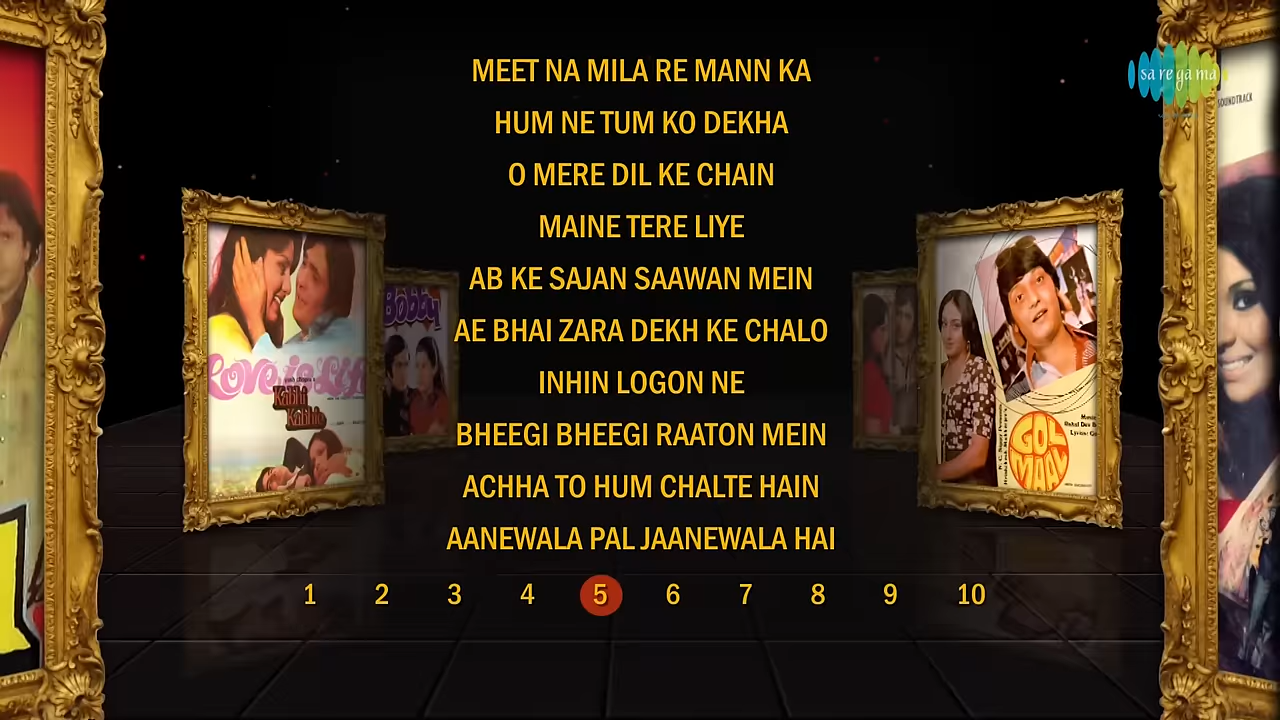 MEET NA MILA RE MANN KA
HUM NE TUM KO DEKHA
O MERE DIL KE CHAIN
MAINE TERE LIYE
AB KE SAJAN SAAWAN MEIN
AE BHAI ZARA DEKH KE CHALO
INHIN LOGON NE
BHEEGI BHEEGI RAATON MEIN
ACHHA TO HUM CHALTE HAIN
AANEWALA PAL JAANEWALA HAI
1 2 3 4 5 6 7 8 9 10
sa re ga ma
SOUNDTRACK
Love is Life
Kabhi
Kabhie
Bobby
GOL
MAAL